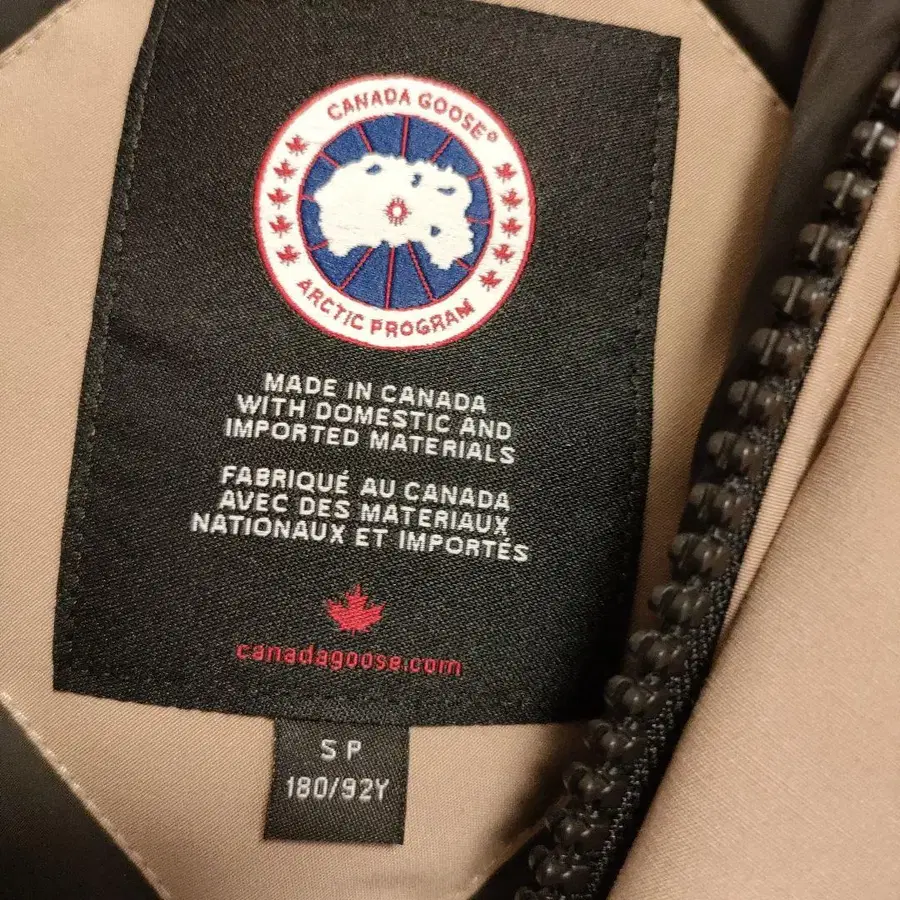 CANADA GOOSE®
ARCTIC PROGRAM
MADE IN CANADA
WITH DOMESTIC AND
IMPORTED MATERIALS
FABRIQUÉ AU CANADA
AVEC DES MATERIAUX
NATIONAUX ET IMPORTÉS
canadagoose.com
S P
180/92Y